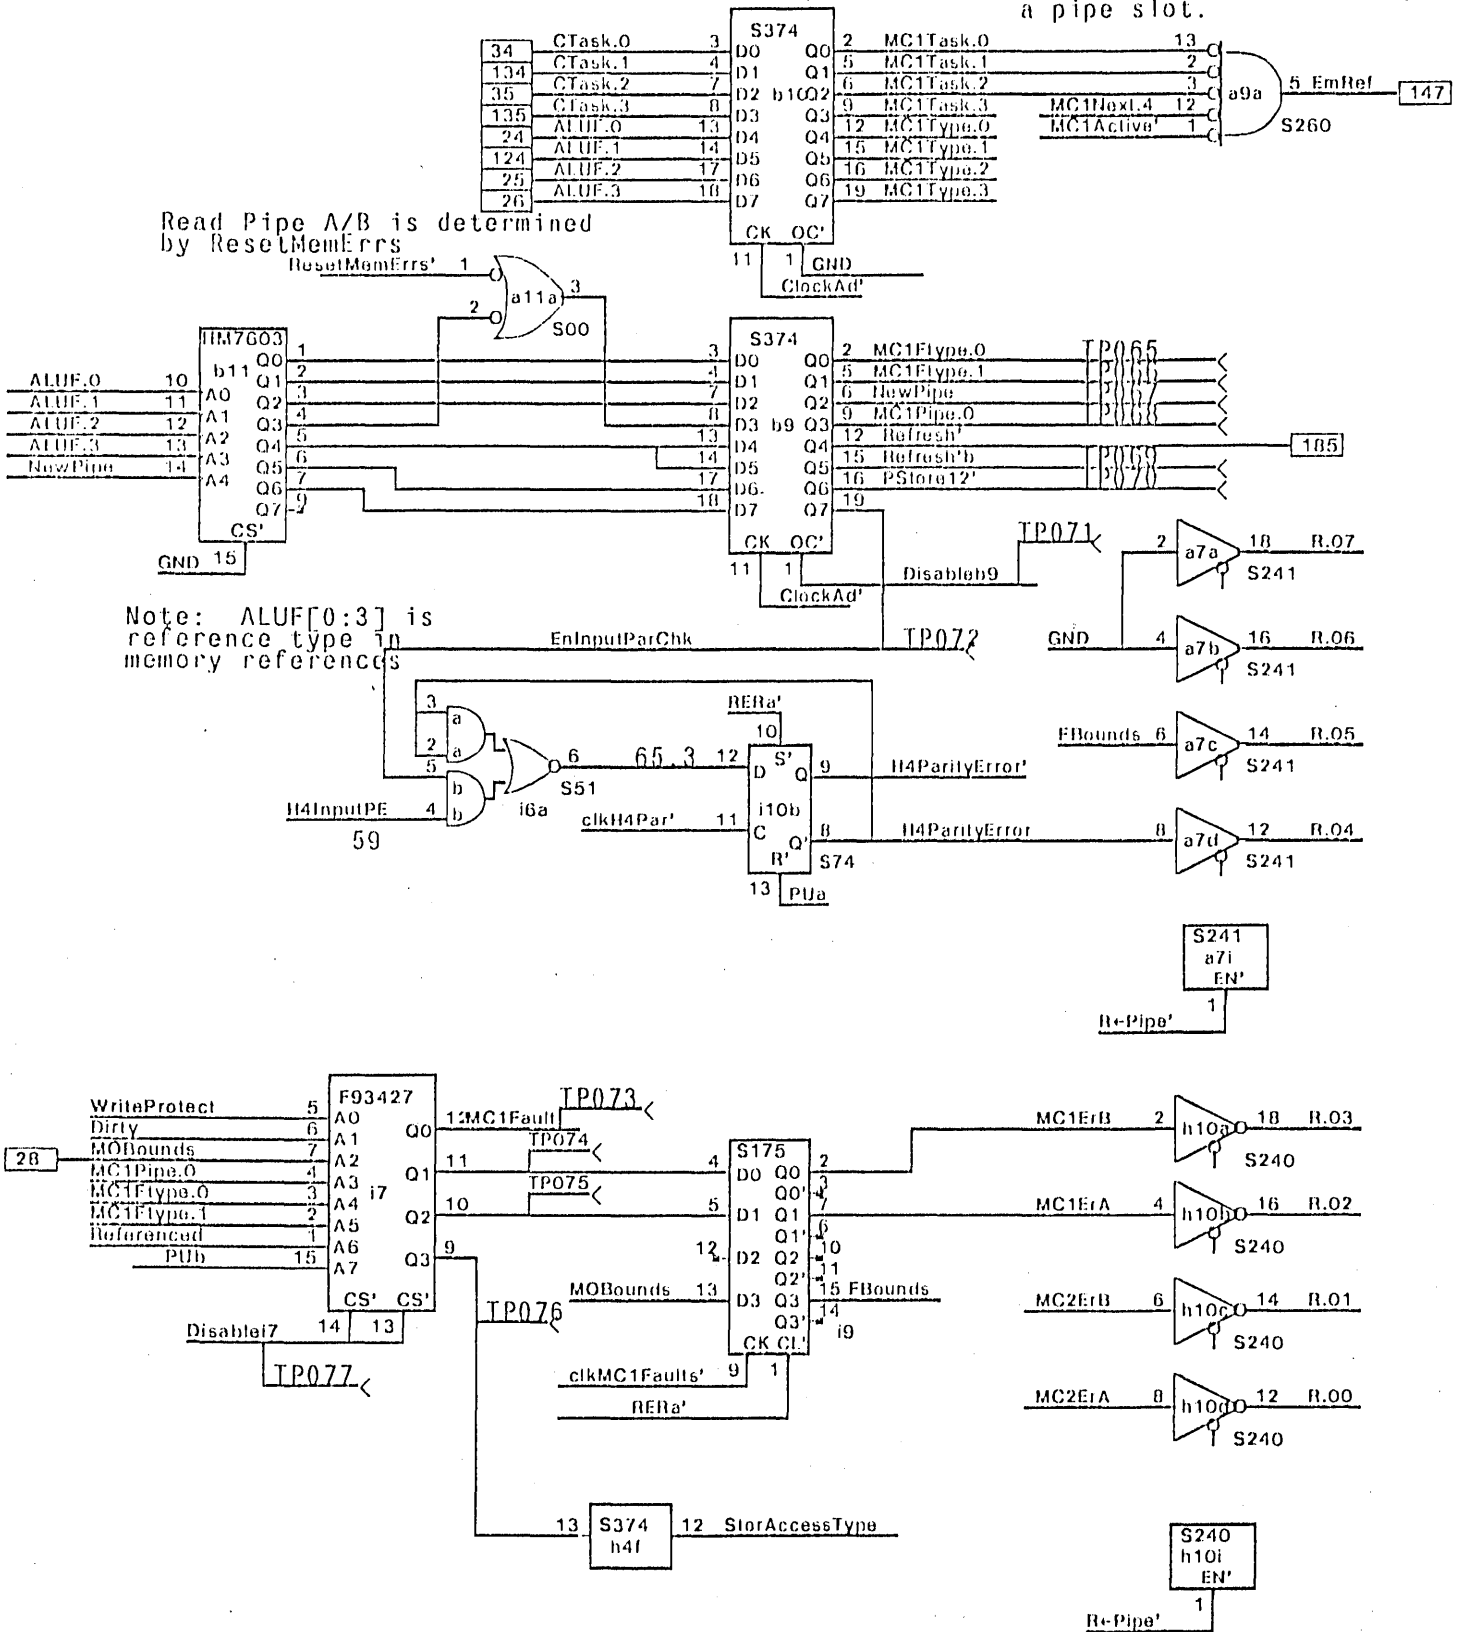 a pipe slot.
S374
34 CTask.0 3 D0 Q0 2 MC1Task.0 13
134 CTask.1 4 D1 Q1 5 MC1Task.1 2
35 CTask.2 7 D2 b10 Q2 6 MC1Task.2 3 a9a 5 EmRef 147
135 CTask.3 8 D3 Q3 9 MC1Task.3 MC1Next.4 12
24 ALUF.0 13 D4 Q4 12 MC1Type.0 MC1Active' 1 S260
124 ALUF.1 14 D5 Q5 15 MC1Type.1
25 ALUF.2 17 D6 Q6 16 MC1Type.2
26 ALUF.3 18 D7 Q7 19 MC1Type.3
CK OC'
11 1 GND
ClockAd'
Read Pipe A/B is determined
by ResetMemErrs
ResetMemErrs' 1
2 a11a 3
S00
HM7603
b11
ALUF.0 10 A0 Q0 1
ALUF.1 11 A1 Q1 2
ALUF.2 12 A2 Q2 3
ALUF.3 13 A3 Q3 4
NewPipe 14 A4 Q4 5
Q5 6
Q6 7
Q7 9
CS'
GND 15
S374
3 D0 Q0 2 MC1Ftype.0 TP065
4 D1 Q1 5 MC1Ftype.1
7 D2 Q2 6 NewPipe
8 D3 b9 Q3 9 MC1Pipe.0
13 D4 Q4 12 Refresh' 185
14 D5 Q5 15 Refresh'b
17 D6 Q6 16 PStore12'
18 D7 Q7 19
CK OC'
11 1 Disableb9 TP071
ClockAd'
Note: ALUF[0:3] is
reference type in
memory references
EnInputParChk TP072
2 a7a 18 R.07
S241
GND 4 a7b 16 R.06
S241
FBounds 6 a7c 14 R.05
S241
3 a
2 a
5 b
H4InputPE 4 b
59
6 65.3
S51
i6a
RERa'
10
12 D S' Q 9 H4ParityError'
i10b
clkH4Par' 11 C Q' 8 H4ParityError 8 a7d 12 R.04
R' S74 S241
13 PUa
S241
a7i
EN'
1
R←Pipe'
F93427
WriteProtect 5 A0 Q0 12 MC1Fault TP073
Dirty 6 A1
28 MOBounds 7 A2 Q1 11 TP074
MC1Pipe.0 4 A3
MC1Ftype.0 3 A4 i7
MC1Ftype.1 2 A5 Q2 10 TP075
Referenced 1 A6
PUb 15 A7 Q3 9
CS' CS'
14 13
Disablei7
TP077
TP076
S175
4 D0 Q0 2
Q0' 3
5 D1 Q1 7
Q1' 6
12 D2 Q2 10
Q2' 11
MOBounds 13 D3 Q3 15 FBounds
Q3' 14
i9
CK CL'
9 1
clkMC1Faults'
RERa'
MC1ErB 2 h10a 18 R.03
S240
MC1ErA 4 h10b 16 R.02
S240
MC2ErB 6 h10c 14 R.01
S240
MC2ErA 8 h10d 12 R.00
S240
13 S374 12 StorAccessType
h4f
S240
h10i
EN'
1
R←Pipe'